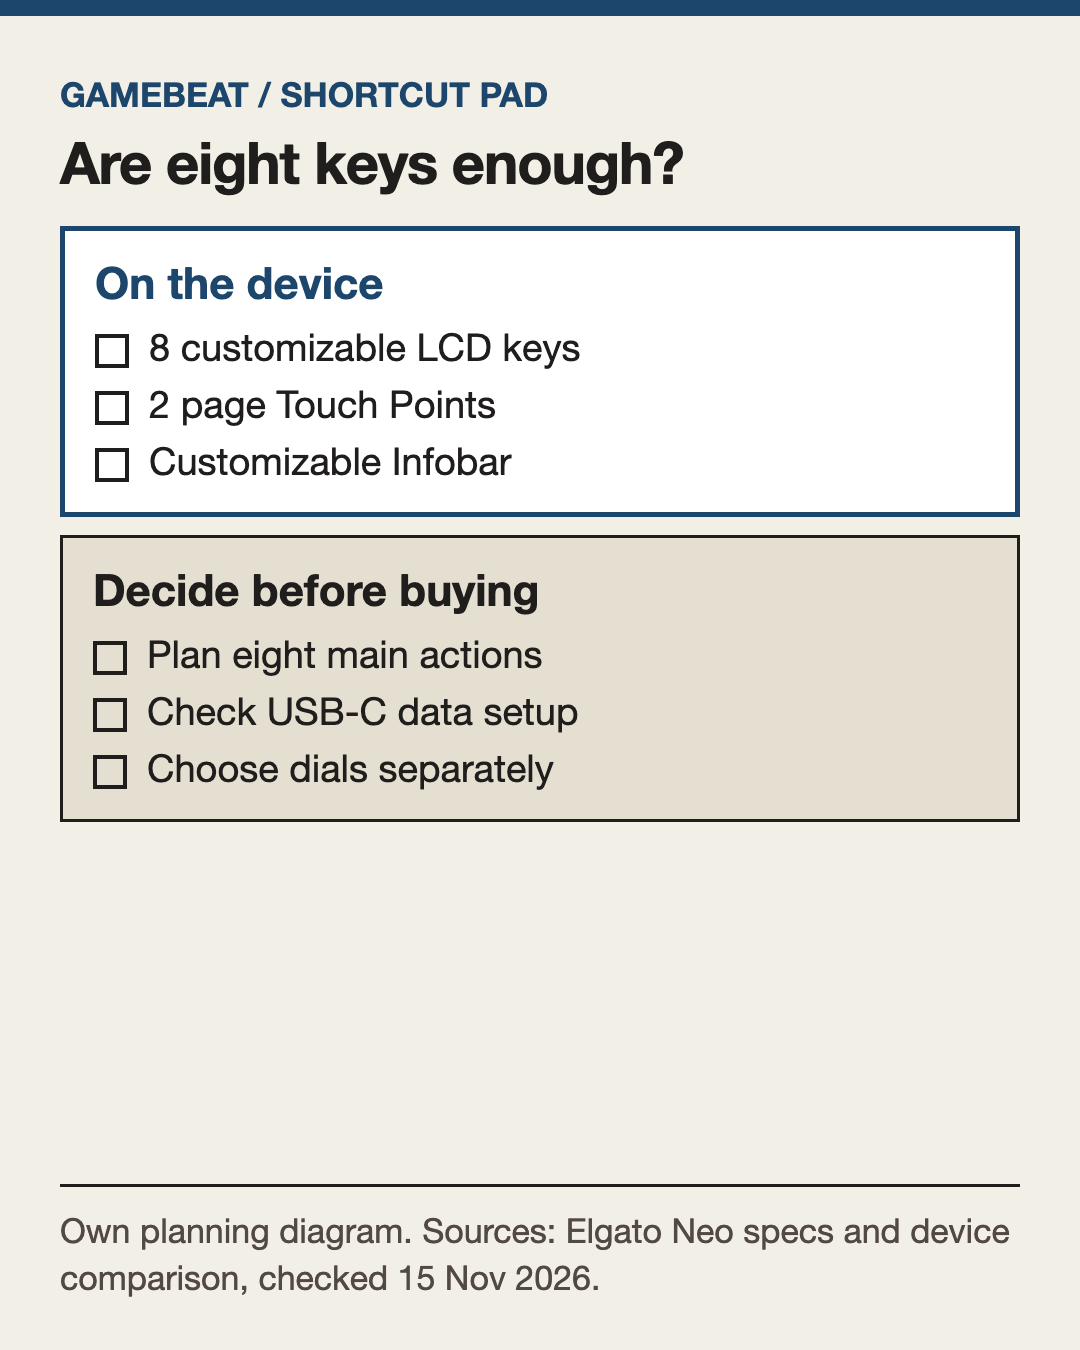 GAMEBEAT / SHORTCUT PAD
Are eight keys enough?
On the device
8 customizable LCD keys
2 page Touch Points
Customizable Infobar
Decide before buying
Plan eight main actions
Check USB-C data setup
Choose dials separately
Own planning diagram. Sources: Elgato Neo specs and device
comparison, checked 15 Nov 2026.